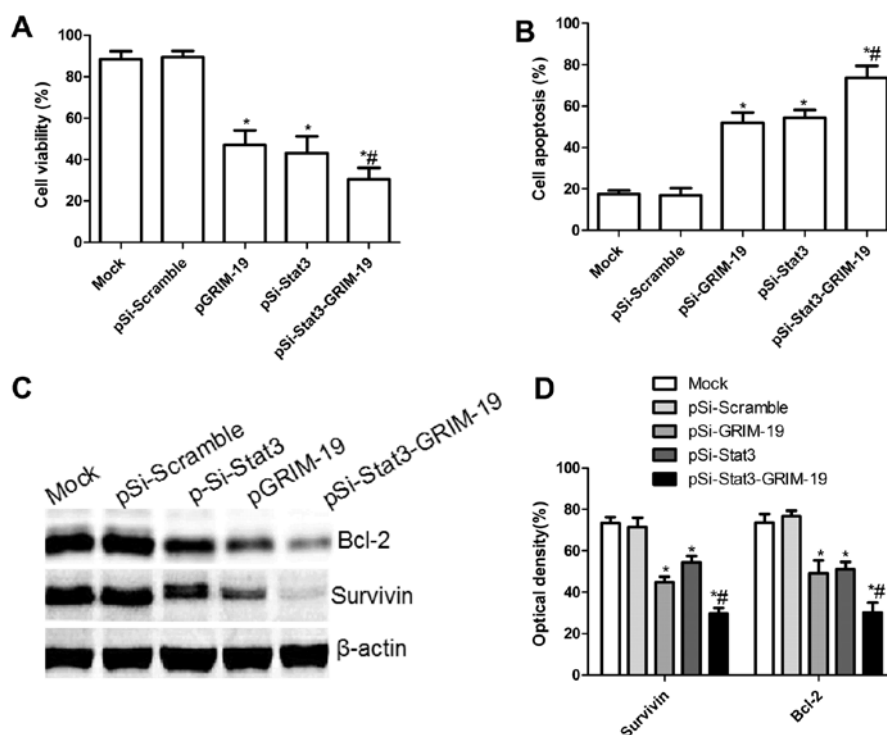 A
Cell viability (%)
100
80
60
40
20
0
*
*
*#
Mock
pSi-Scramble
pGRIM-19
pSi-Stat3
pSi-Stat3-GRIM-19
B
Cell apoptosis (%)
100
80
60
40
20
0
*
*
*#
Mock
pSi-Scramble
pSi-GRIM-19
pSi-Stat3
pSi-Stat3-GRIM-19
C
Mock
pSi-Scramble
p-Si-Stat3
pGRIM-19
pSi-Stat3-GRIM-19
Bcl-2
Survivin
β-actin
D
Mock
pSi-Scramble
pSi-GRIM-19
pSi-Stat3
pSi-Stat3-GRIM-19
Optical density(%)
100
80
60
40
20
0
*
*
*#
*
*
*#
Survivin
Bcl-2